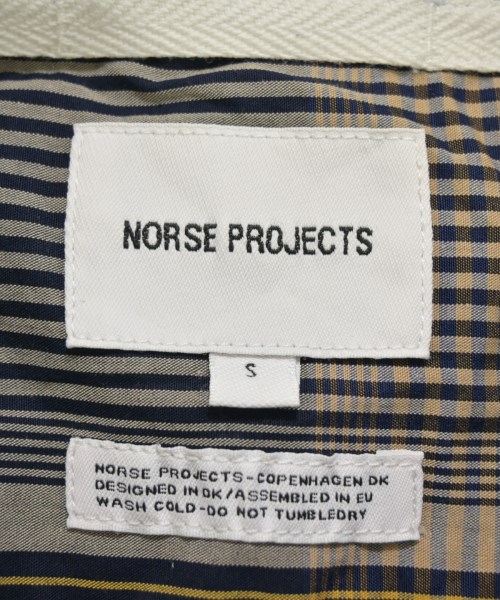 NORSE PROJECTS
S
NORSE PROJECTS-COPENHAGEN DK
DESIGNED IN DK/ASSEMBLED IN EU
WASH COLD-DO NOT TUMBLEDRY